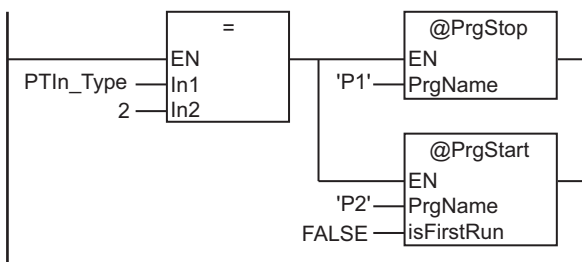 =
EN
PTIn_Type In1
2 In2
@PrgStop
EN
'P1' PrgName
@PrgStart
EN
'P2' PrgName
FALSE isFirstRun